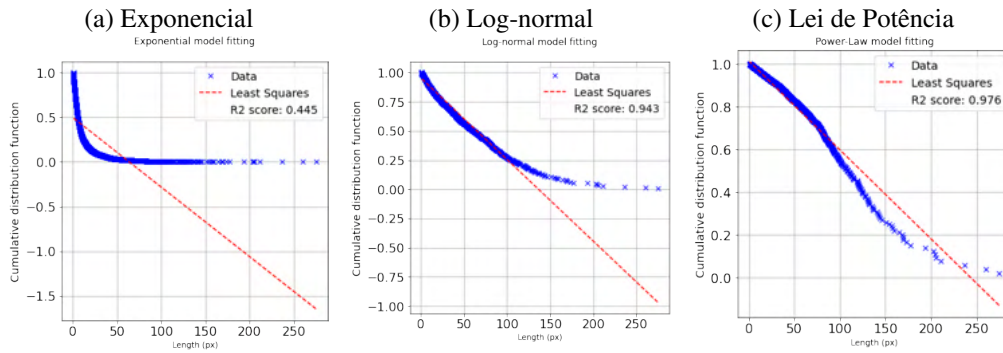 (a) Exponencial
Exponential model fitting
Cumulative distribution function
1.0
0.5
0.0
−0.5
−1.0
−1.5
× Data
Least Squares
R2 score: 0.445
0
50
100
150
200
250
Length (px)
(b) Log-normal
Log-normal model fitting
Cumulative distribution function
1.00
0.75
0.50
0.25
0.00
−0.25
−0.50
−0.75
−1.00
× Data
Least Squares
R2 score: 0.943
0
50
100
150
200
250
Length (px)
(c) Lei de Potência
Power-Law model fitting
Cumulative distribution function
1.0
0.8
0.6
0.4
0.2
0.0
× Data
Least Squares
R2 score: 0.976
0
50
100
150
200
250
Length (px)